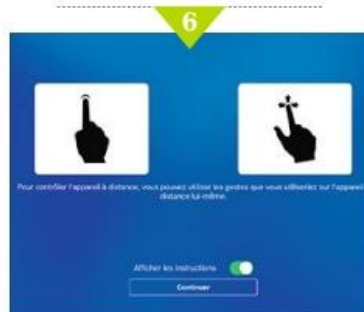 6
Pour contrôler l'appareil à distance, vous pouvez utiliser les gestes que vous utiliseriez sur l'appareil
distance lui-même.
Afficher les instructions
Continuer